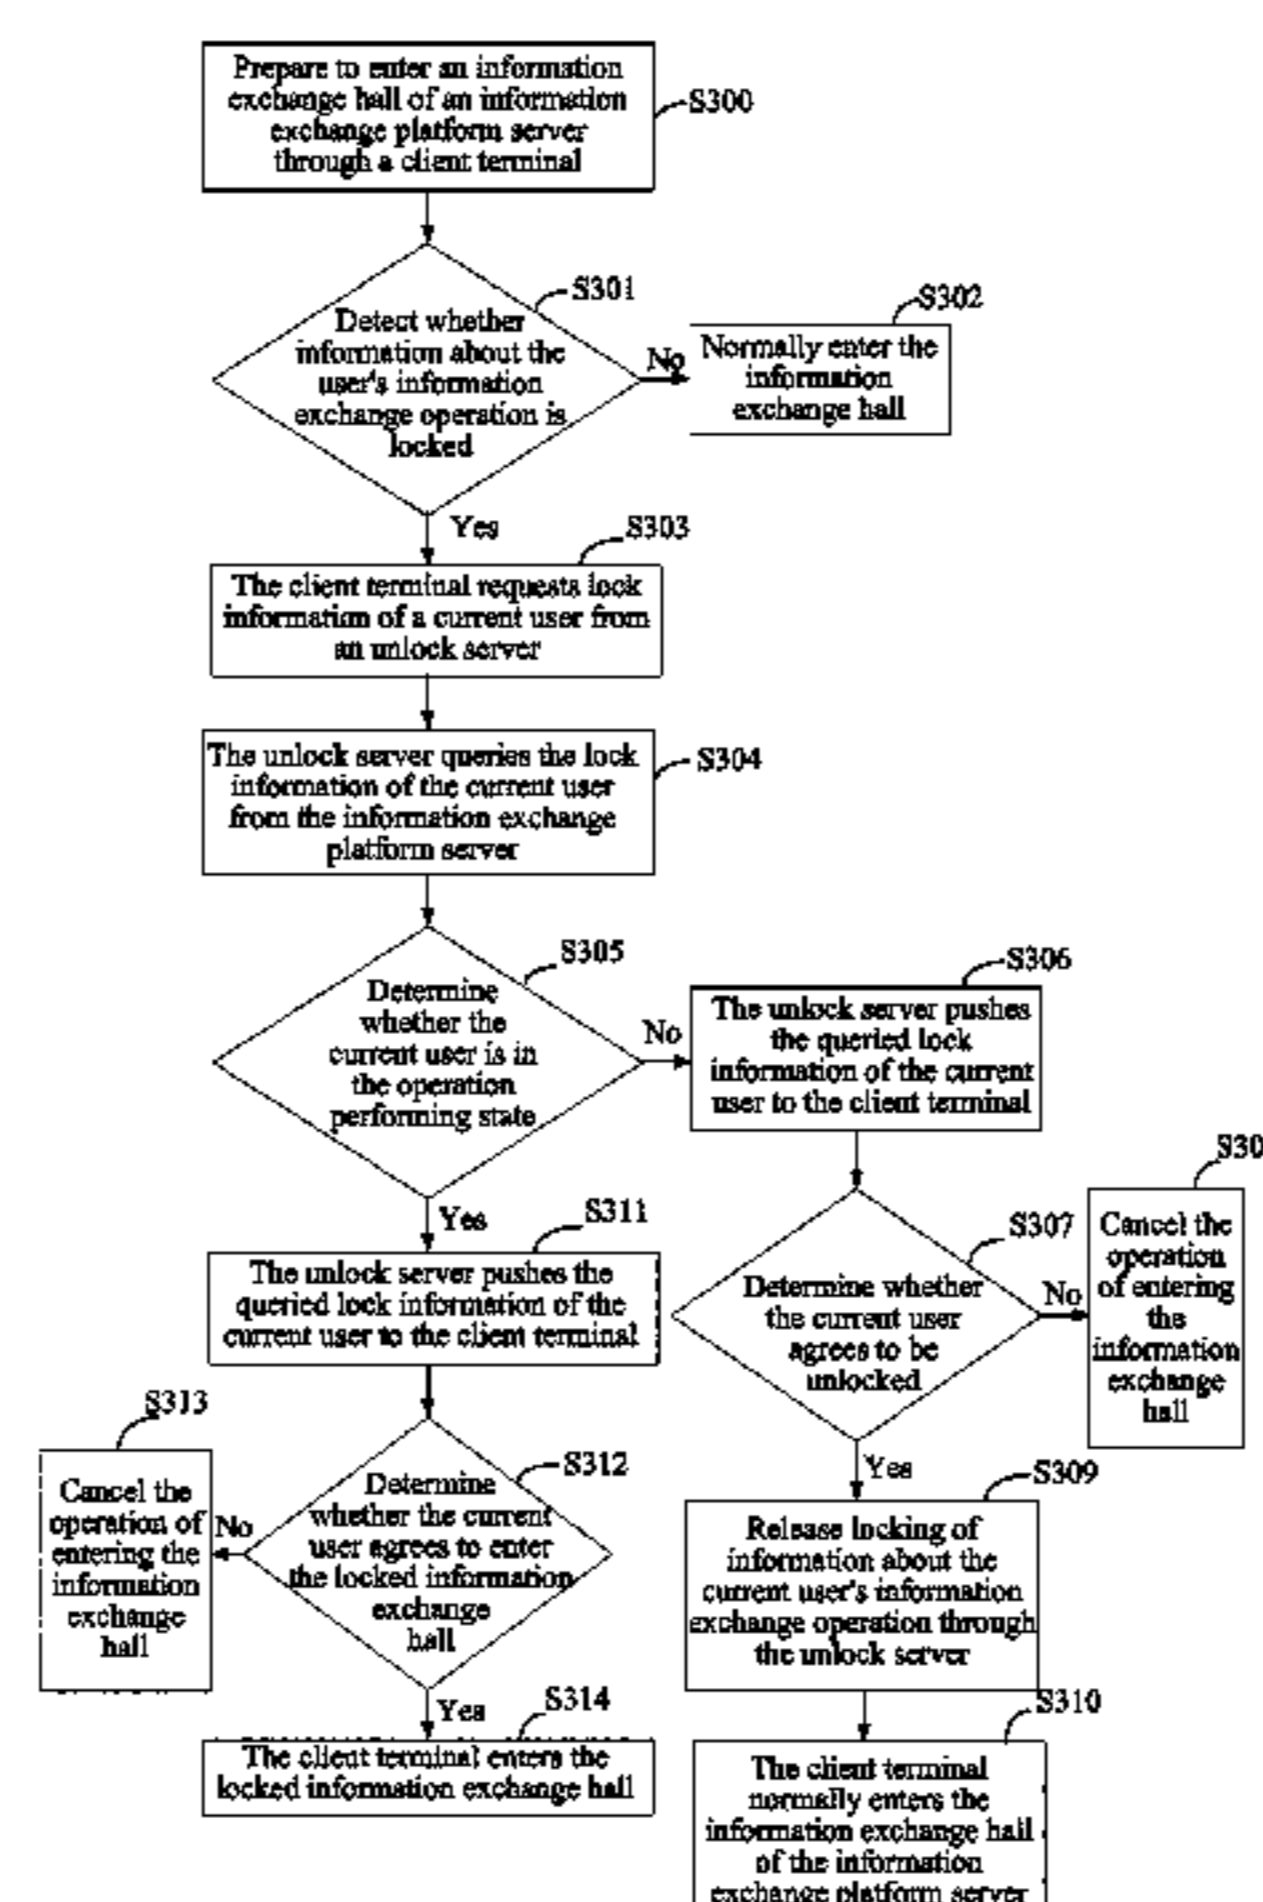 Prepare to enter an information
exchange hall of an information
exchange platform server
through a client terminal
S300
S301
Detect whether
information about the
user's information
exchange operation is
locked
No
S302
Normally enter the
information
exchange hall
Yes
S303
The client terminal requests lock
information of a current user from
an unlock server
The unlock server queries the lock
information of the current user
from the information exchange
platform server
S304
S305
Determine
whether the
current user is in
the operation
performing state
No
S306
The unlock server pushes
the queried lock
information of the current
user to the client terminal
Yes
S311
The unlock server pushes the
queried lock information of the
current user to the client terminal
S307
Determine whether
the current user
agrees to be
unlocked
No
S30
Cancel the
operation
of entering
the
information
exchange
hall
S313
Cancel the
operation of
entering the
information
exchange
hall
No
S312
Determine
whether the current
user agrees to enter
the locked information
exchange
hall
Yes
S309
Release locking of
information about the
current user's information
exchange operation through
the unlock server
Yes
S314
The client terminal enters the
locked information exchange hall
S310
The client terminal
normally enters the
information exchange hall
of the information
exchange platform server